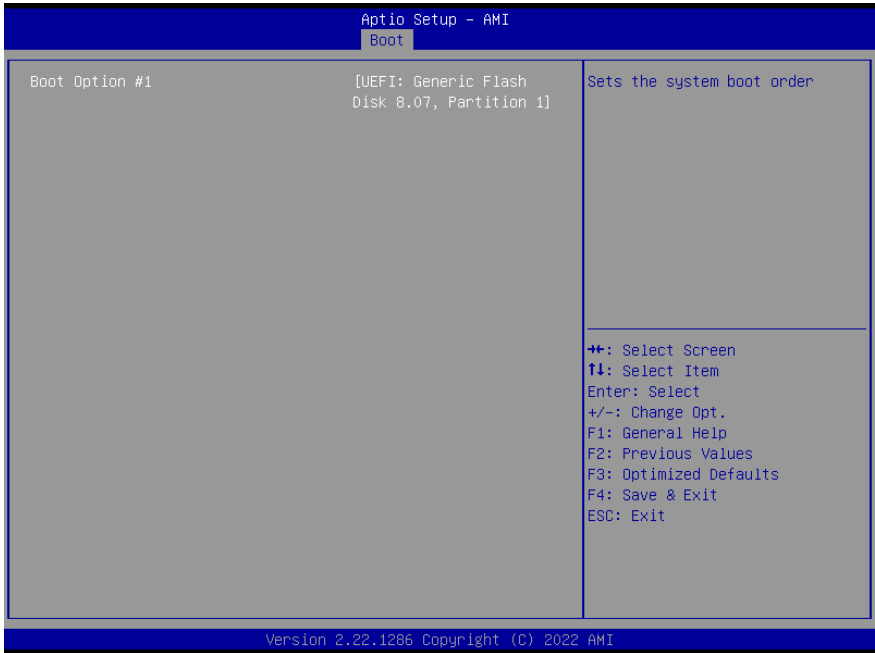 Aptio Setup – AMI
Boot
Boot Option #1
[UEFI: Generic Flash
Disk 8.07, Partition 1]
Sets the system boot order
→←: Select Screen
↑↓: Select Item
Enter: Select
+/-: Change Opt.
F1: General Help
F2: Previous Values
F3: Optimized Defaults
F4: Save & Exit
ESC: Exit
Version 2.22.1286 Copyright (C) 2022 AMI